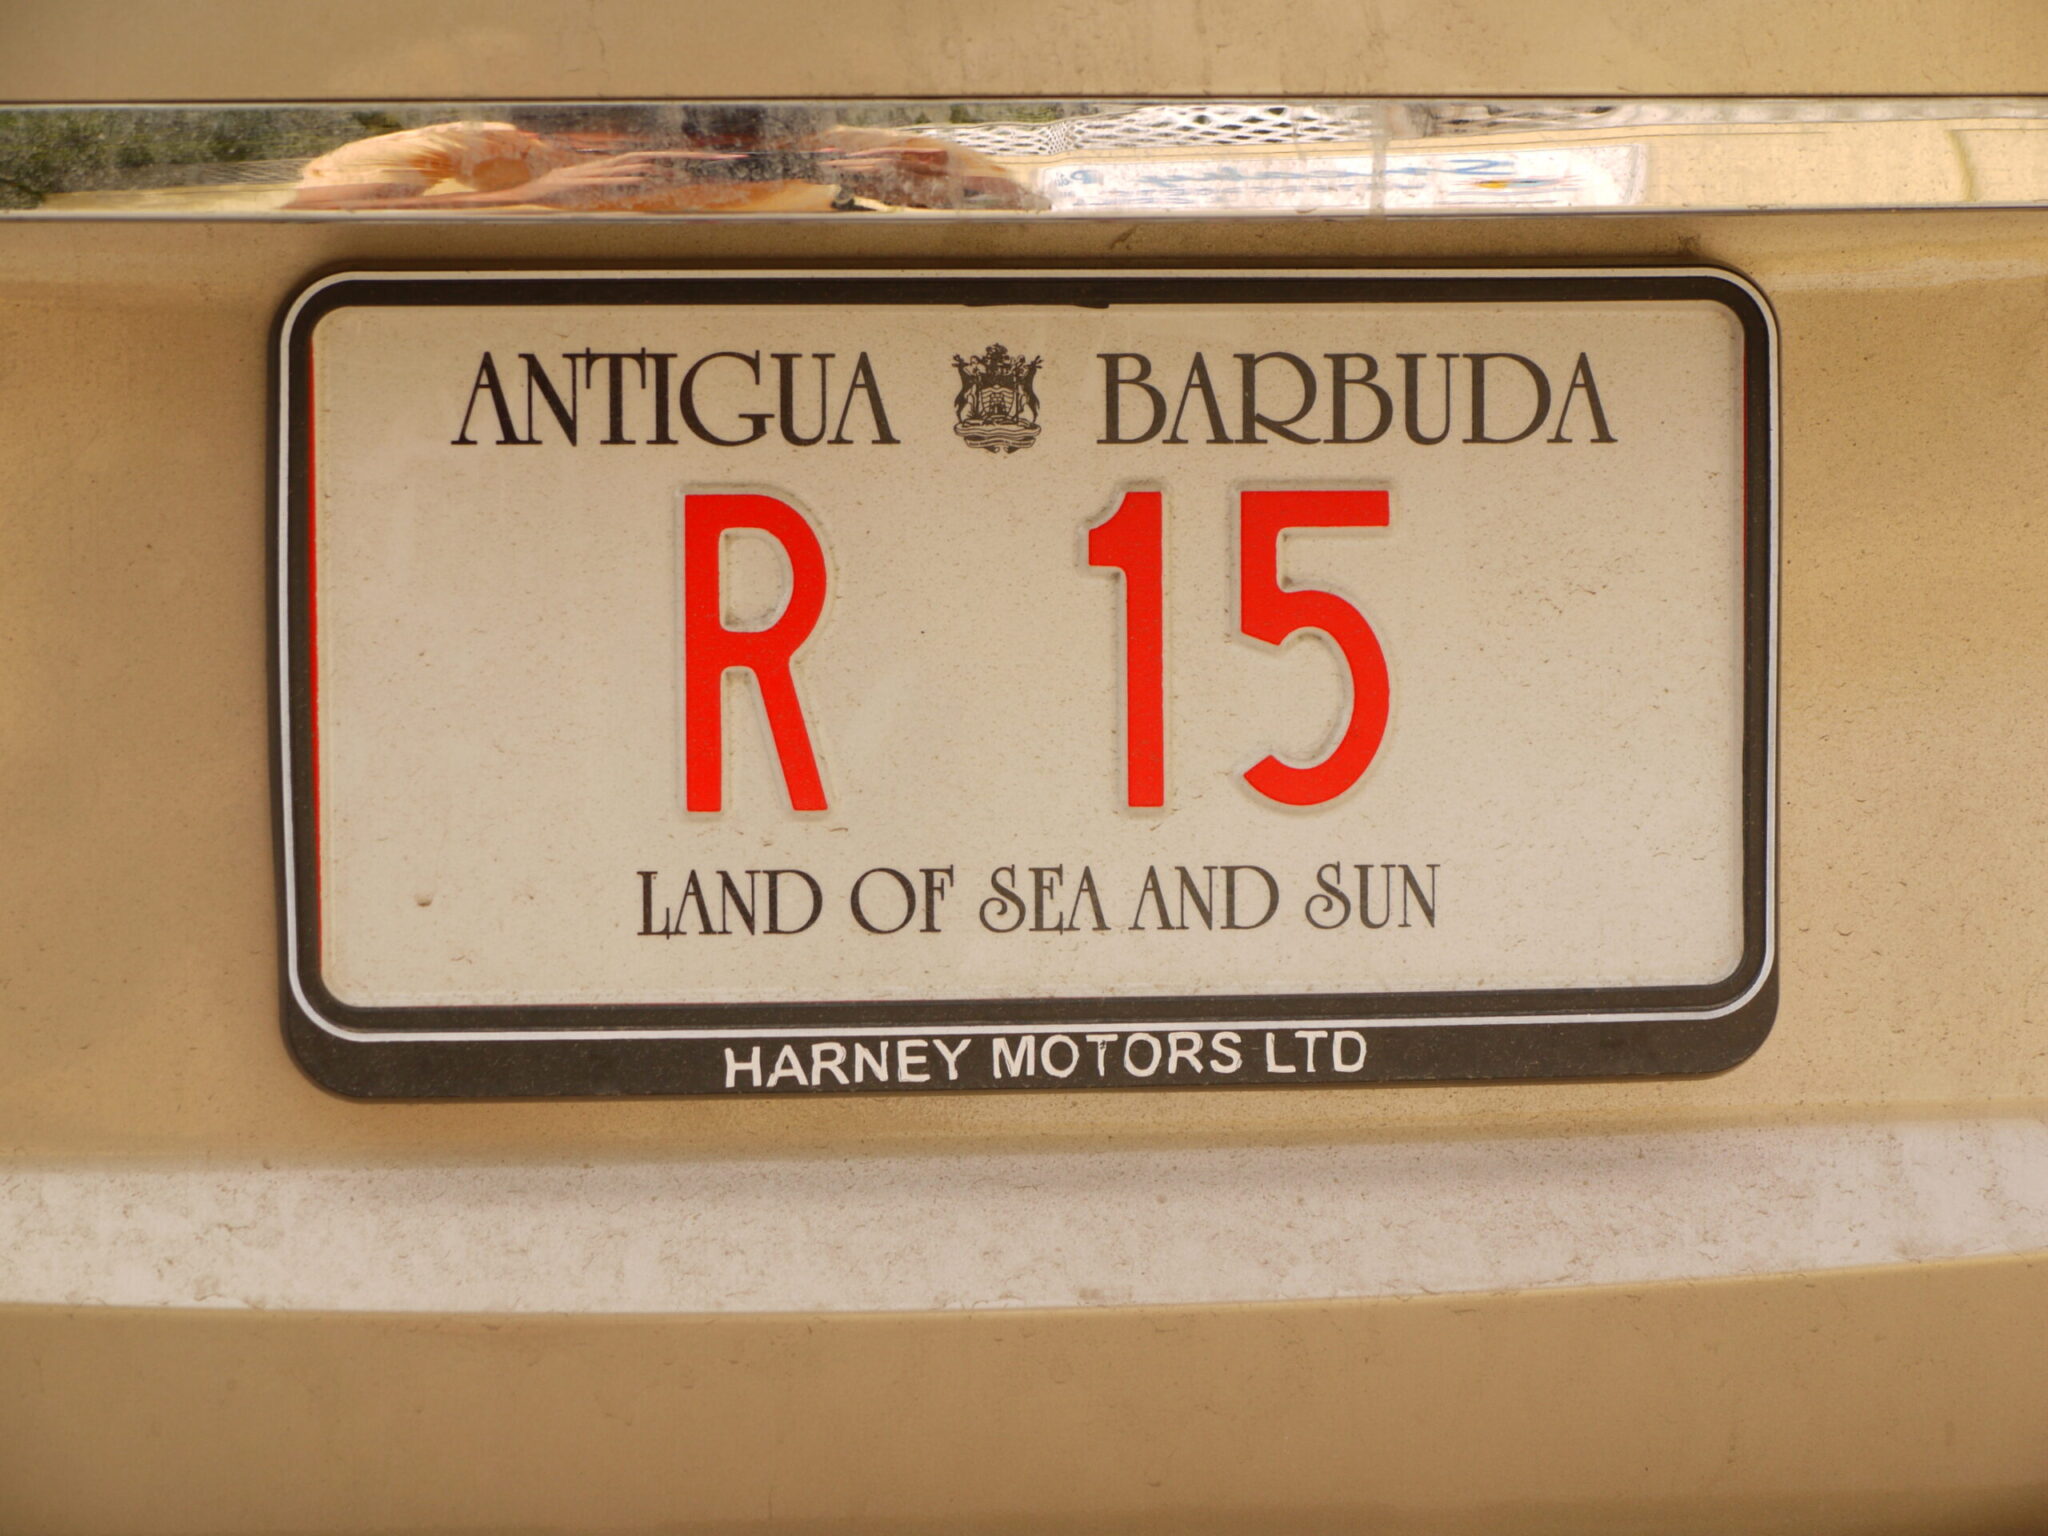 ANTIGUA BARBUDA
R 15
LAND OF SEA AND SUN
HARNEY MOTORS LTD